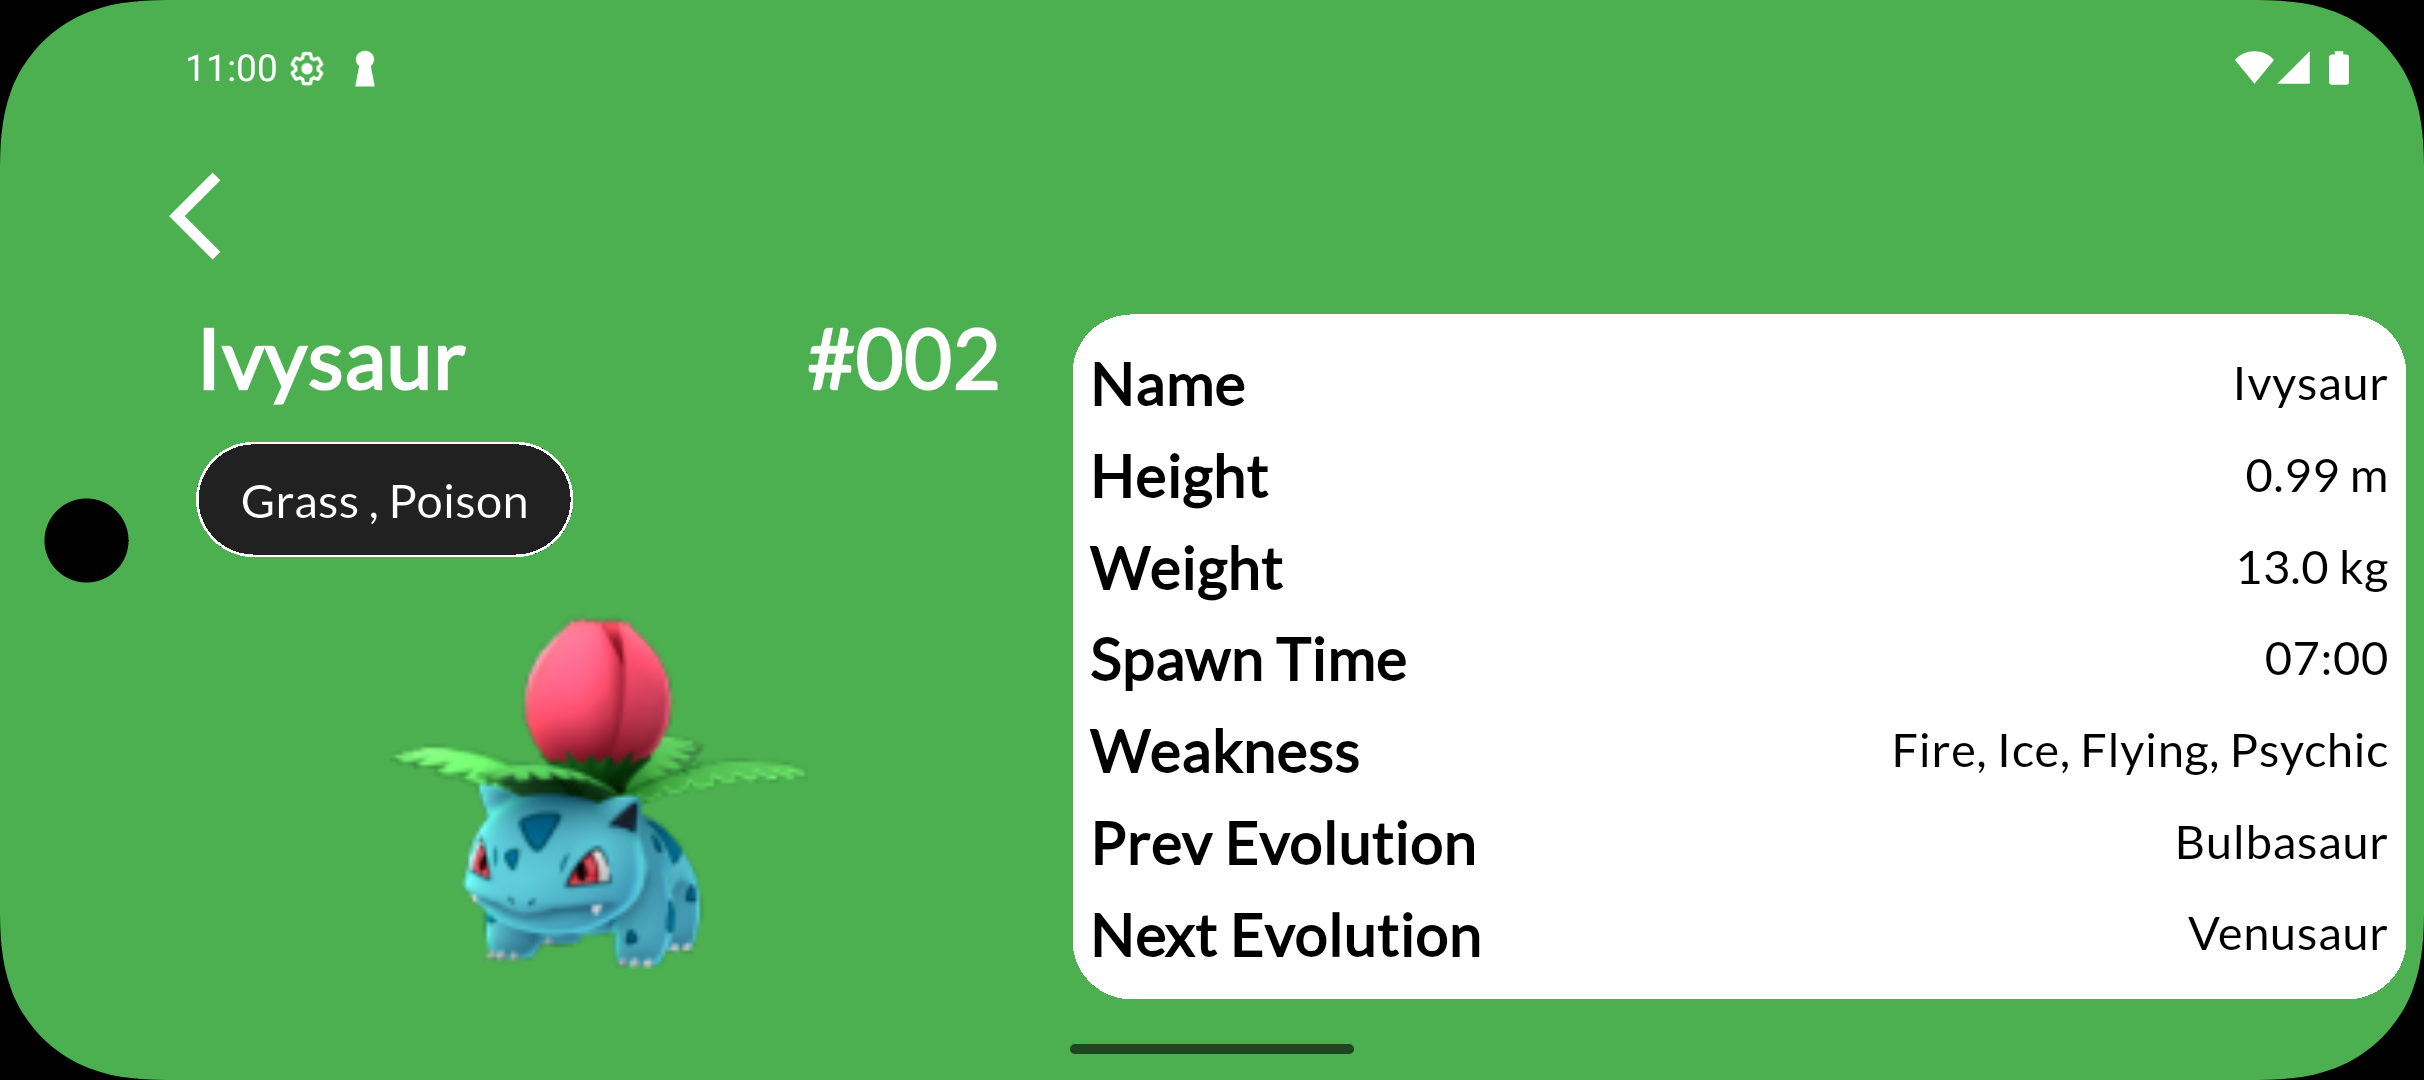 11:00
Ivysaur #002
Grass , Poison
Name Ivysaur
Height 0.99 m
Weight 13.0 kg
Spawn Time 07:00
Weakness Fire, Ice, Flying, Psychic
Prev Evolution Bulbasaur
Next Evolution Venusaur